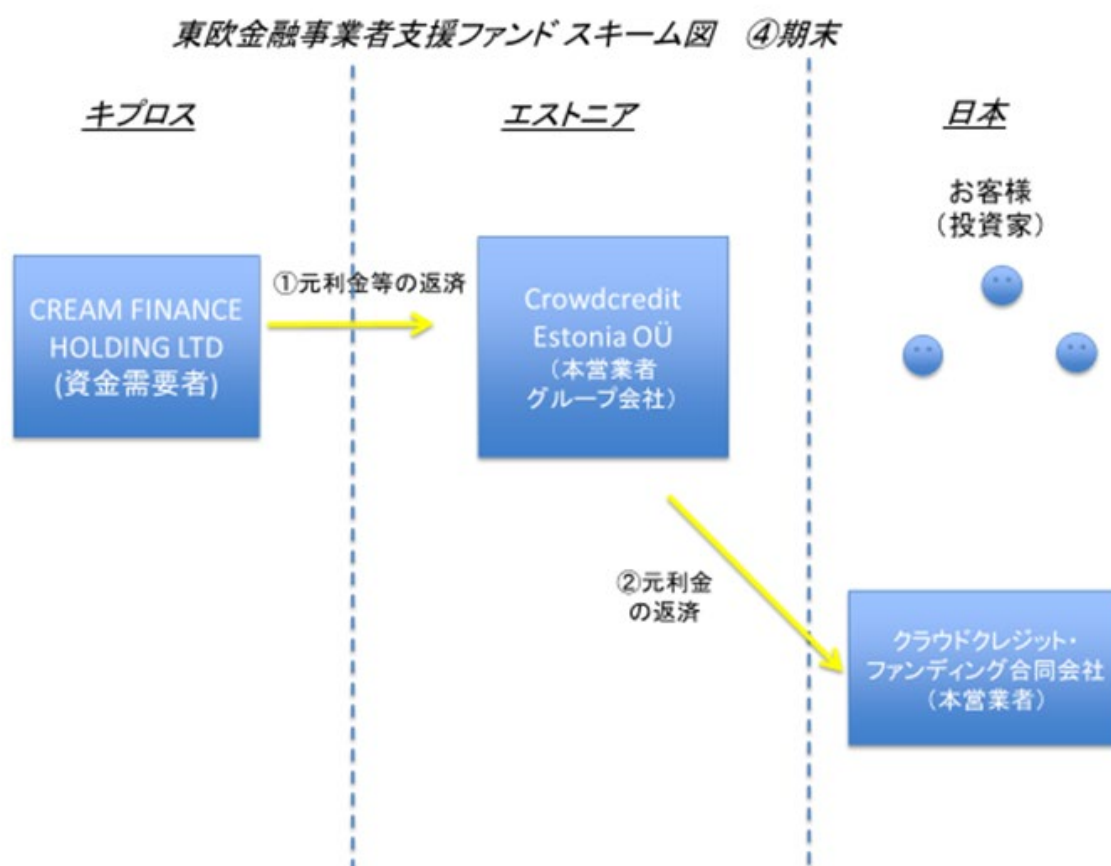 東欧金融事業者支援ファンド スキーム図　④期末
キプロス
エストニア
日本
お客様
（投資家）
CREAM FINANCE
HOLDING LTD
(資金需要者)
①元利金等の返済
Crowdcredit
Estonia OÜ
（本営業者
グループ会社）
②元利金
の返済
クラウドクレジット・
ファンディング合同会社
（本営業者）